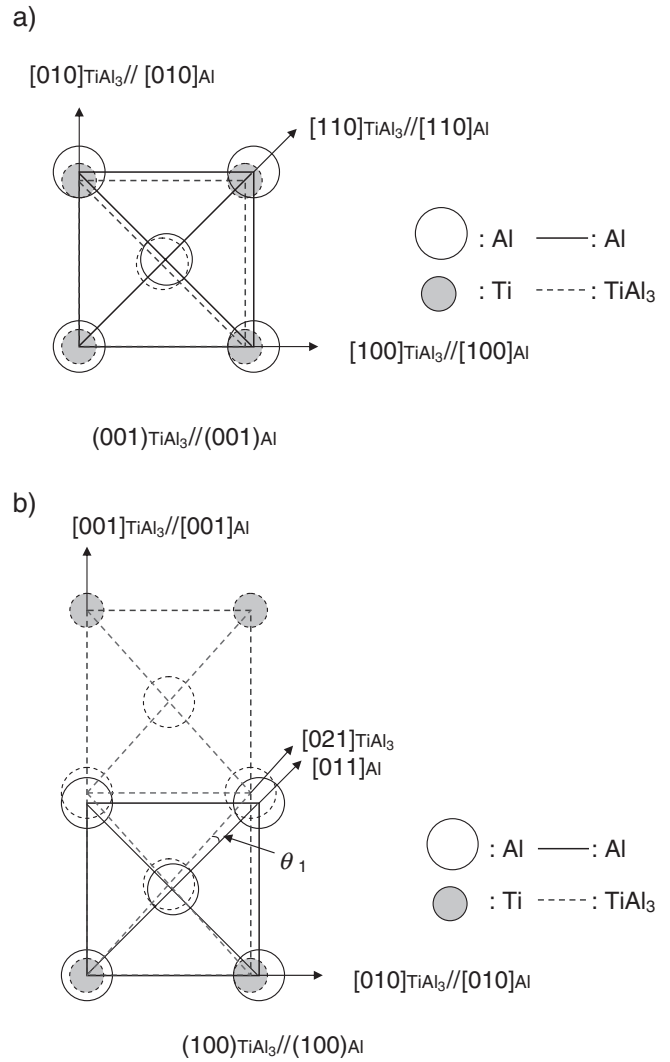 a)
[010]TiAl₃// [010]Al
[110]TiAl₃//[110]Al
: Al : Al
: Ti : TiAl₃
[100]TiAl₃//[100]Al
(001)TiAl₃//(001)Al
b)
[001]TiAl₃//[001]Al
[021]TiAl₃
[011]Al
θ 1
: Al : Al
: Ti : TiAl₃
[010]TiAl₃//[010]Al
(100)TiAl₃//(100)Al